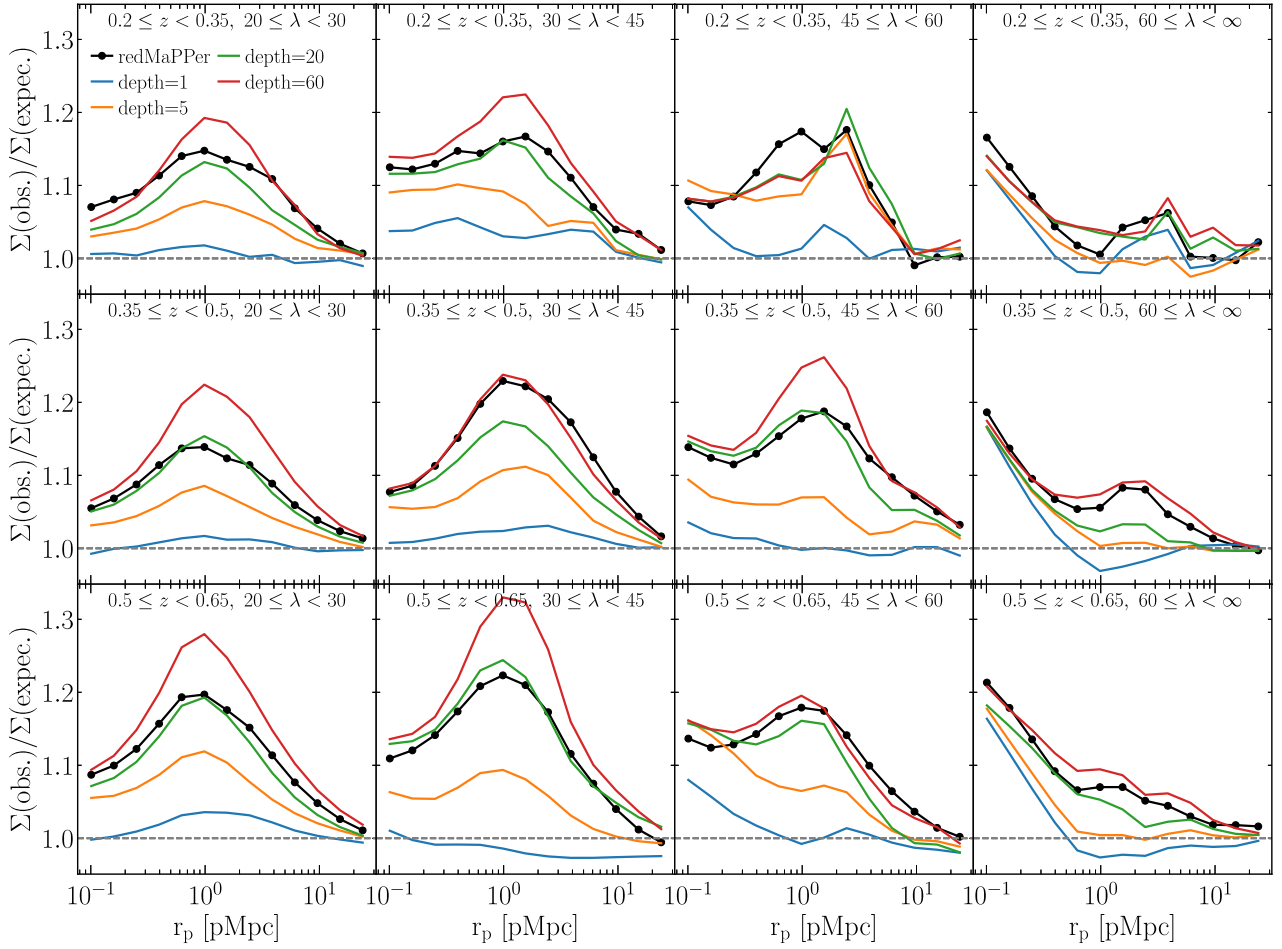 0.2 ≤ z < 0.35, 20 ≤ λ < 30
0.2 ≤ z < 0.35, 30 ≤ λ < 45
0.2 ≤ z < 0.35, 45 ≤ λ < 60
0.2 ≤ z < 0.35, 60 ≤ λ < ∞
redMaPPer
depth=1
depth=5
depth=20
depth=60
Σ(obs.)/Σ(expec.)
1.3
1.2
1.1
1.0
0.35 ≤ z < 0.5, 20 ≤ λ < 30
0.35 ≤ z < 0.5, 30 ≤ λ < 45
0.35 ≤ z < 0.5, 45 ≤ λ < 60
0.35 ≤ z < 0.5, 60 ≤ λ < ∞
Σ(obs.)/Σ(expec.)
1.3
1.2
1.1
1.0
0.5 ≤ z < 0.65, 20 ≤ λ < 30
0.5 ≤ z < 0.65, 30 ≤ λ < 45
0.5 ≤ z < 0.65, 45 ≤ λ < 60
0.5 ≤ z < 0.65, 60 ≤ λ < ∞
Σ(obs.)/Σ(expec.)
1.3
1.2
1.1
1.0
10⁻¹ 10⁰ 10¹
10⁻¹ 10⁰ 10¹
10⁻¹ 10⁰ 10¹
10⁻¹ 10⁰ 10¹
rₚ [pMpc]
rₚ [pMpc]
rₚ [pMpc]
rₚ [pMpc]